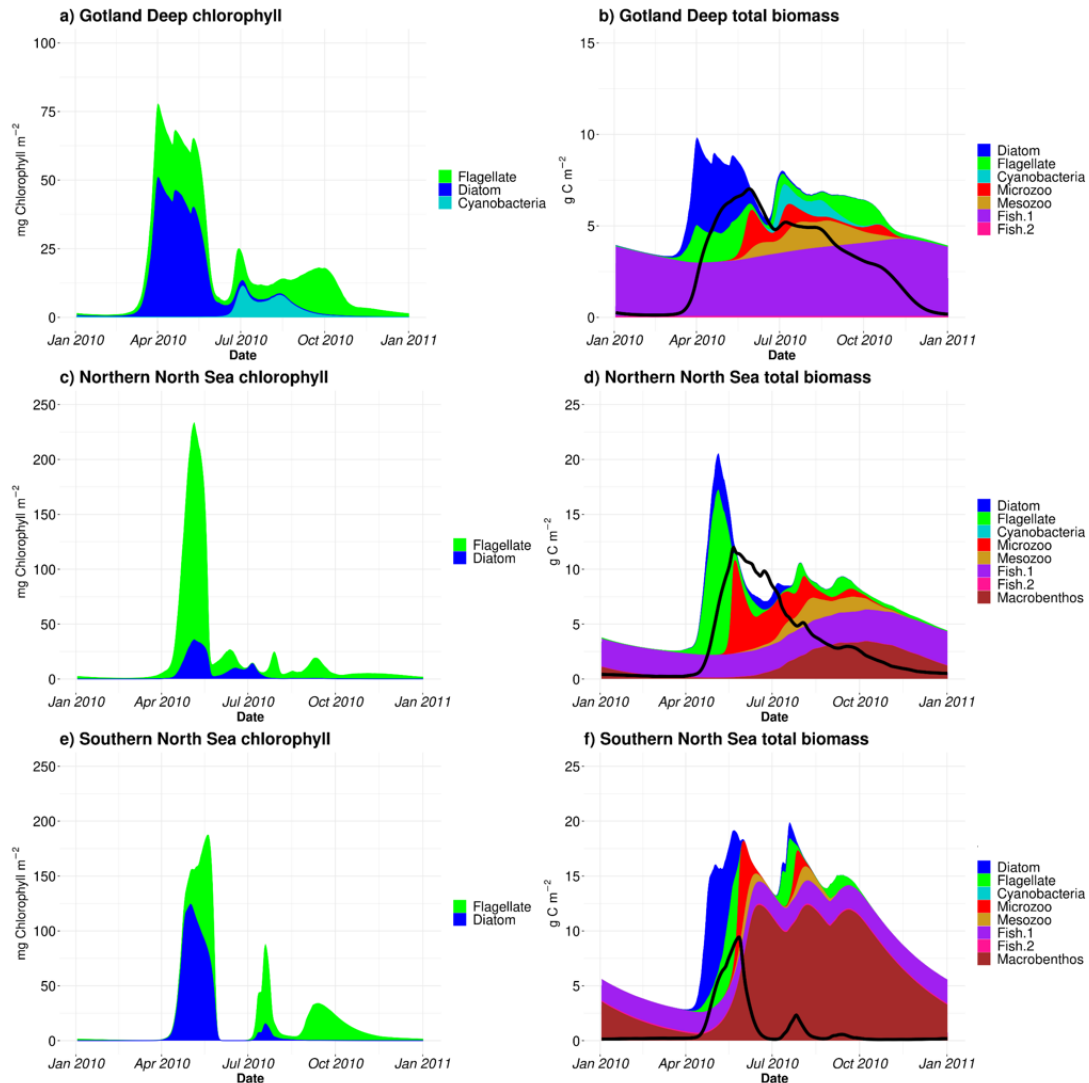 a) Gotland Deep chlorophyll
100
75
50
25
0
mg Chlorophyll m⁻²
Jan 2010 Apr 2010 Jul 2010 Oct 2010 Jan 2011
Date
Flagellate
Diatom
Cyanobacteria
b) Gotland Deep total biomass
15
10
5
0
g C m⁻²
Jan 2010 Apr 2010 Jul 2010 Oct 2010 Jan 2011
Date
Diatom
Flagellate
Cyanobacteria
Microzoo
Mesozoo
Fish.1
Fish.2
c) Northern North Sea chlorophyll
250
200
150
100
50
0
mg Chlorophyll m⁻²
Jan 2010 Apr 2010 Jul 2010 Oct 2010 Jan 2011
Date
Flagellate
Diatom
d) Northern North Sea total biomass
25
20
15
10
5
0
g C m⁻²
Jan 2010 Apr 2010 Jul 2010 Oct 2010 Jan 2011
Date
Diatom
Flagellate
Cyanobacteria
Microzoo
Mesozoo
Fish.1
Fish.2
Macrobenthos
e) Southern North Sea chlorophyll
250
200
150
100
50
0
mg Chlorophyll m⁻²
Jan 2010 Apr 2010 Jul 2010 Oct 2010 Jan 2011
Date
Flagellate
Diatom
f) Southern North Sea total biomass
25
20
15
10
5
0
g C m⁻²
Jan 2010 Apr 2010 Jul 2010 Oct 2010 Jan 2011
Date
Diatom
Flagellate
Cyanobacteria
Microzoo
Mesozoo
Fish.1
Fish.2
Macrobenthos